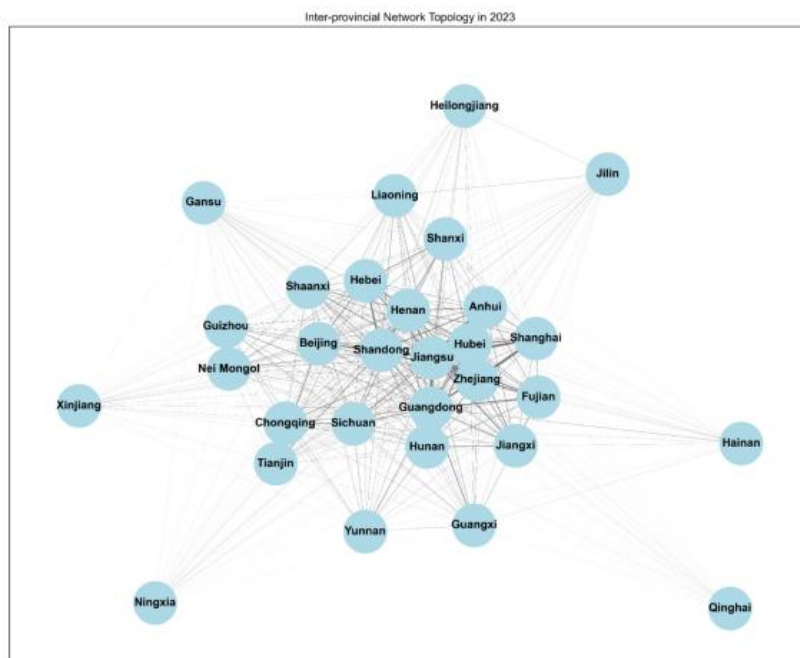 Inter-provincial Network Topology in 2023
Heilongjiang
Jilin
Liaoning
Gansu
Shanxi
Hebei
Shaanxi
Anhui
Henan
Guizhou
Shanghai
Beijing
Hubei
Shandong
Jiangsu
Nei Mongol
Zhejiang
Fujian
Xinjiang
Guangdong
Chongqing
Sichuan
Hainan
Jiangxi
Hunan
Tianjin
Guangxi
Yunnan
Ningxia
Qinghai